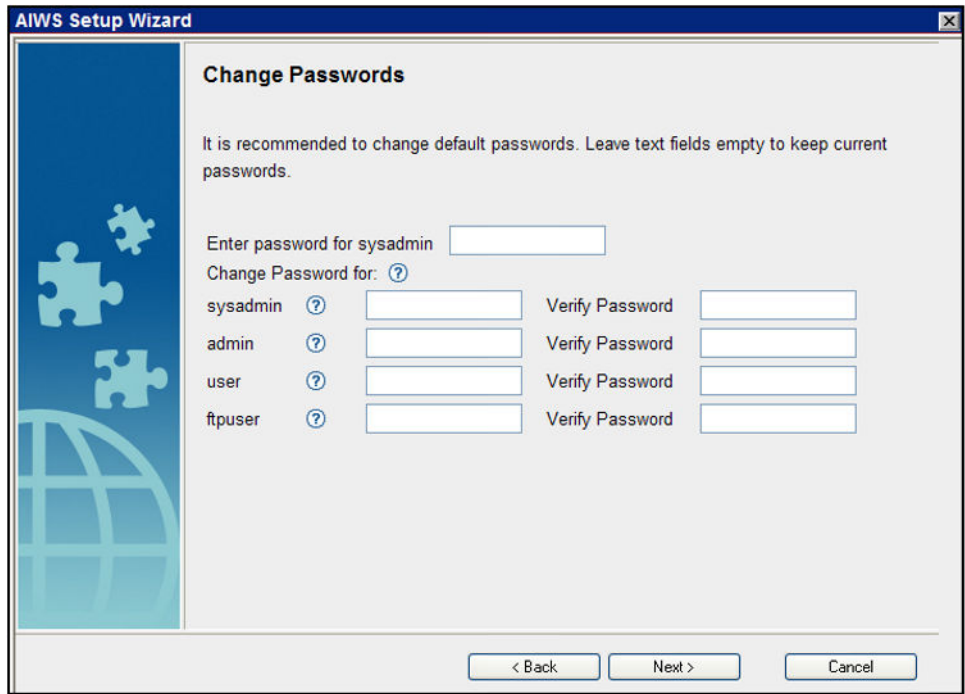 AIWS Setup Wizard
Change Passwords
It is recommended to change default passwords. Leave text fields empty to keep current
passwords.
Enter password for sysadmin
Change Password for: ?
sysadmin ? Verify Password
admin ? Verify Password
user ? Verify Password
ftpuser ? Verify Password
< Back Next > Cancel